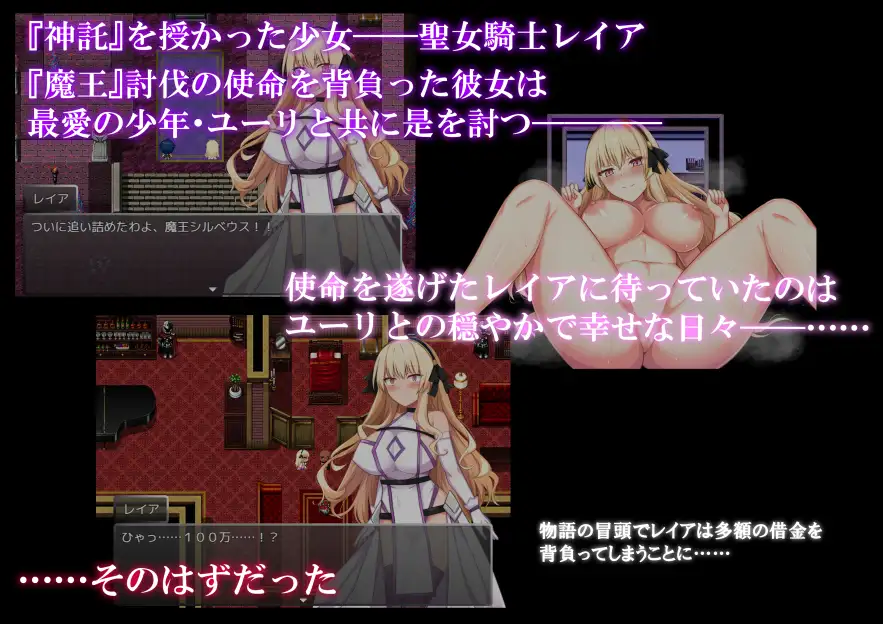 『神託』を授かった少女――聖女騎士レイア
『魔王』討伐の使命を背負った彼女は
最愛の少年・ユーリと共に是を討つ――――
レイア
ついに追い詰めたわよ、魔王シルベウス！！
使命を遂げたレイアに待っていたのは
ユーリとの穏やかで幸せな日々――……
レイア
ひゃっ……１００万……！？
物語の冒頭でレイアは多額の借金を
背負ってしまうことに……
……そのはずだった